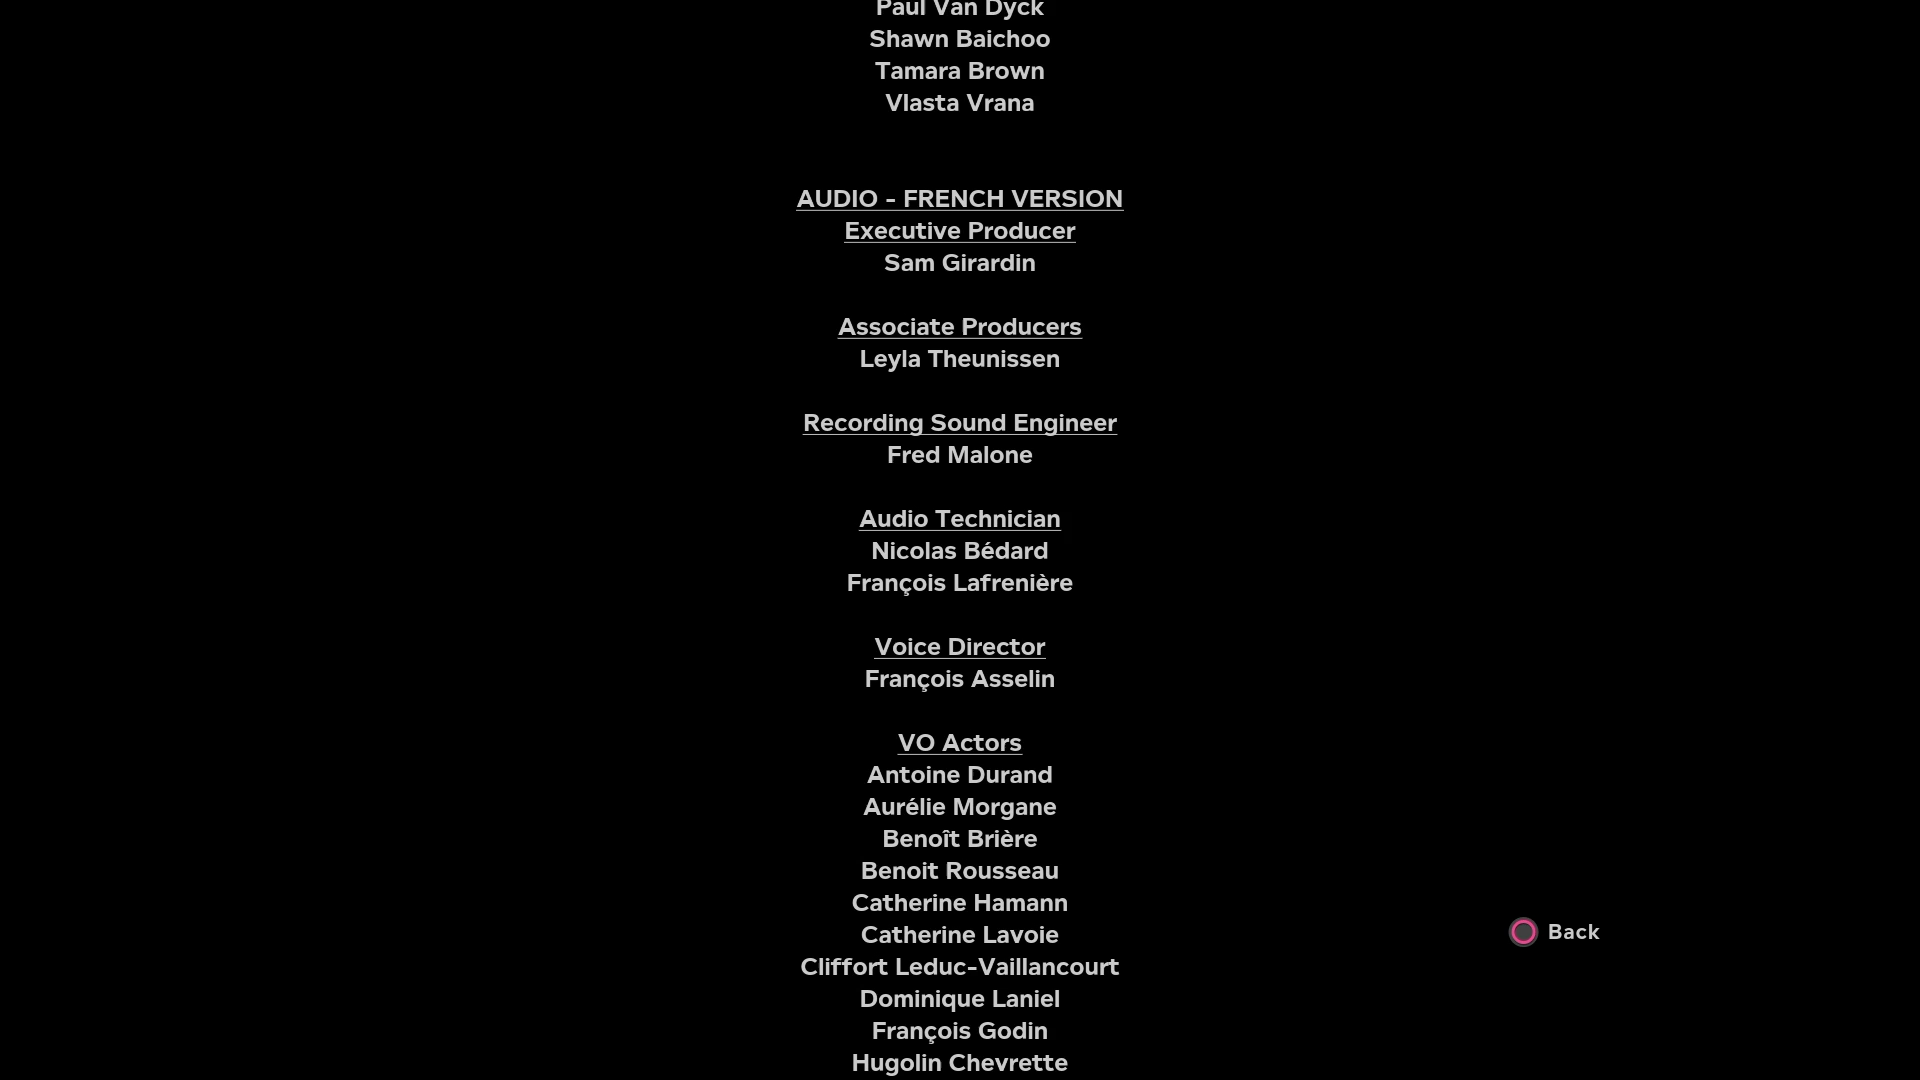 Paul Van Dyck
Shawn Baichoo
Tamara Brown
Vlasta Vrana
AUDIO - FRENCH VERSION
Executive Producer
Sam Girardin
Associate Producers
Leyla Theunissen
Recording Sound Engineer
Fred Malone
Audio Technician
Nicolas Bédard
François Lafrenière
Voice Director
François Asselin
VO Actors
Antoine Durand
Aurélie Morgane
Benoît Brière
Benoit Rousseau
Catherine Hamann
Catherine Lavoie
Cliffort Leduc-Vaillancourt
Dominique Laniel
François Godin
Hugolin Chevrette
Back